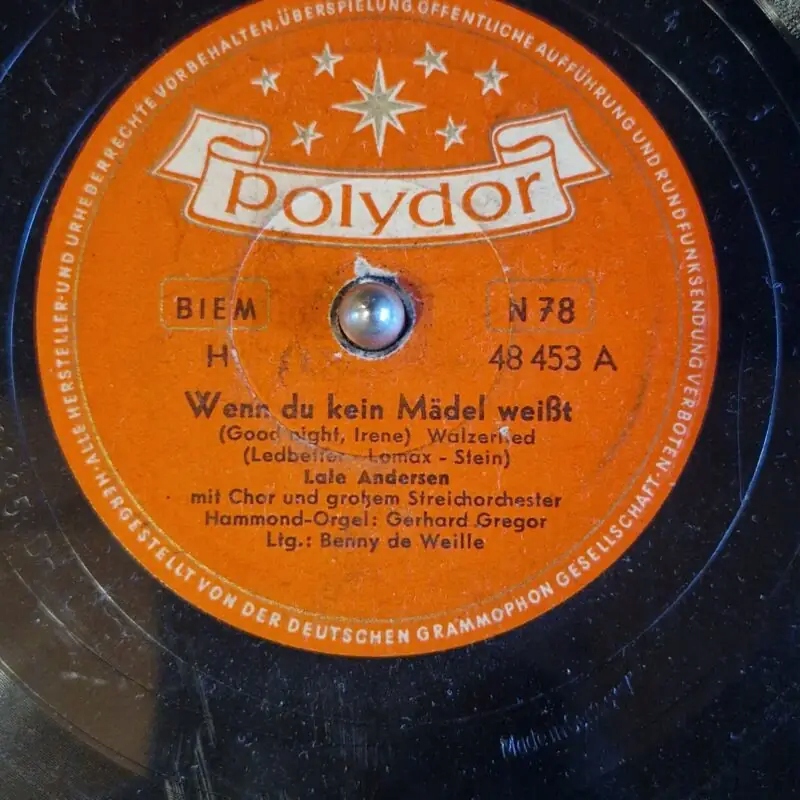 ALLE HERSTELLER- UND URHEBERRECHTE VORBEHALTEN, ÜBERSPIELUNG, ÖFFENTLICHE AUFFÜHRUNG UND RUNDFUNKSENDUNG VERBOTEN
polydor
BIEM
N 78
H
48 453 A
Wenn du kein Mädel weißt
(Good night, Irene) Walzerlied
(Ledbetter - Lomax - Stein)
Lale Andersen
mit Chor und großem Streichorchester
Hammond-Orgel: Gerhard Gregor
Ltg.: Benny de Weille
HERGESTELLT VON DER DEUTSCHEN GRAMMOPHON GESELLSCHAFT
Made in Germany